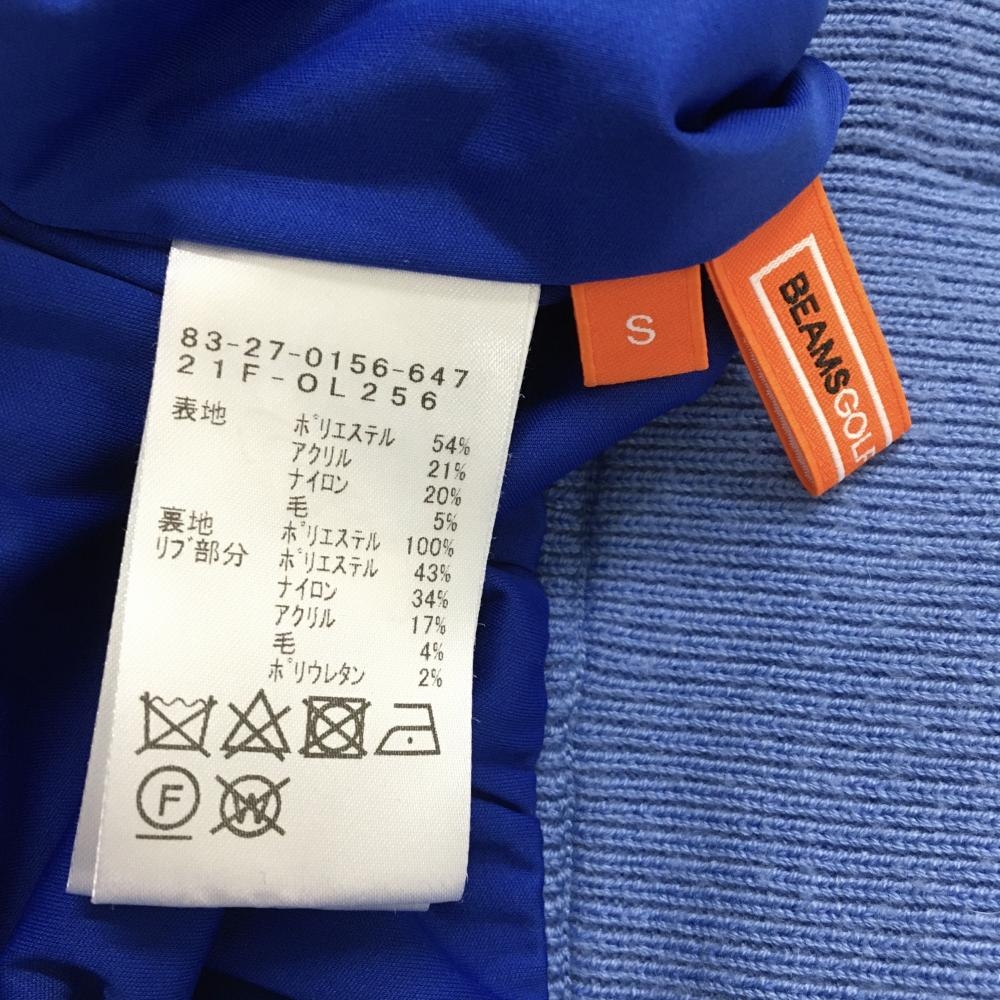 83-27-0156-647
21F-OL256
表地 ポリエステル 54%
アクリル 21%
ナイロン 20%
毛 5%
裏地 ポリエステル 100%
リブ部分 ポリエステル 43%
ナイロン 34%
アクリル 17%
毛 4%
ポリウレタン 2%
F
W
S
BEAMSGOLF